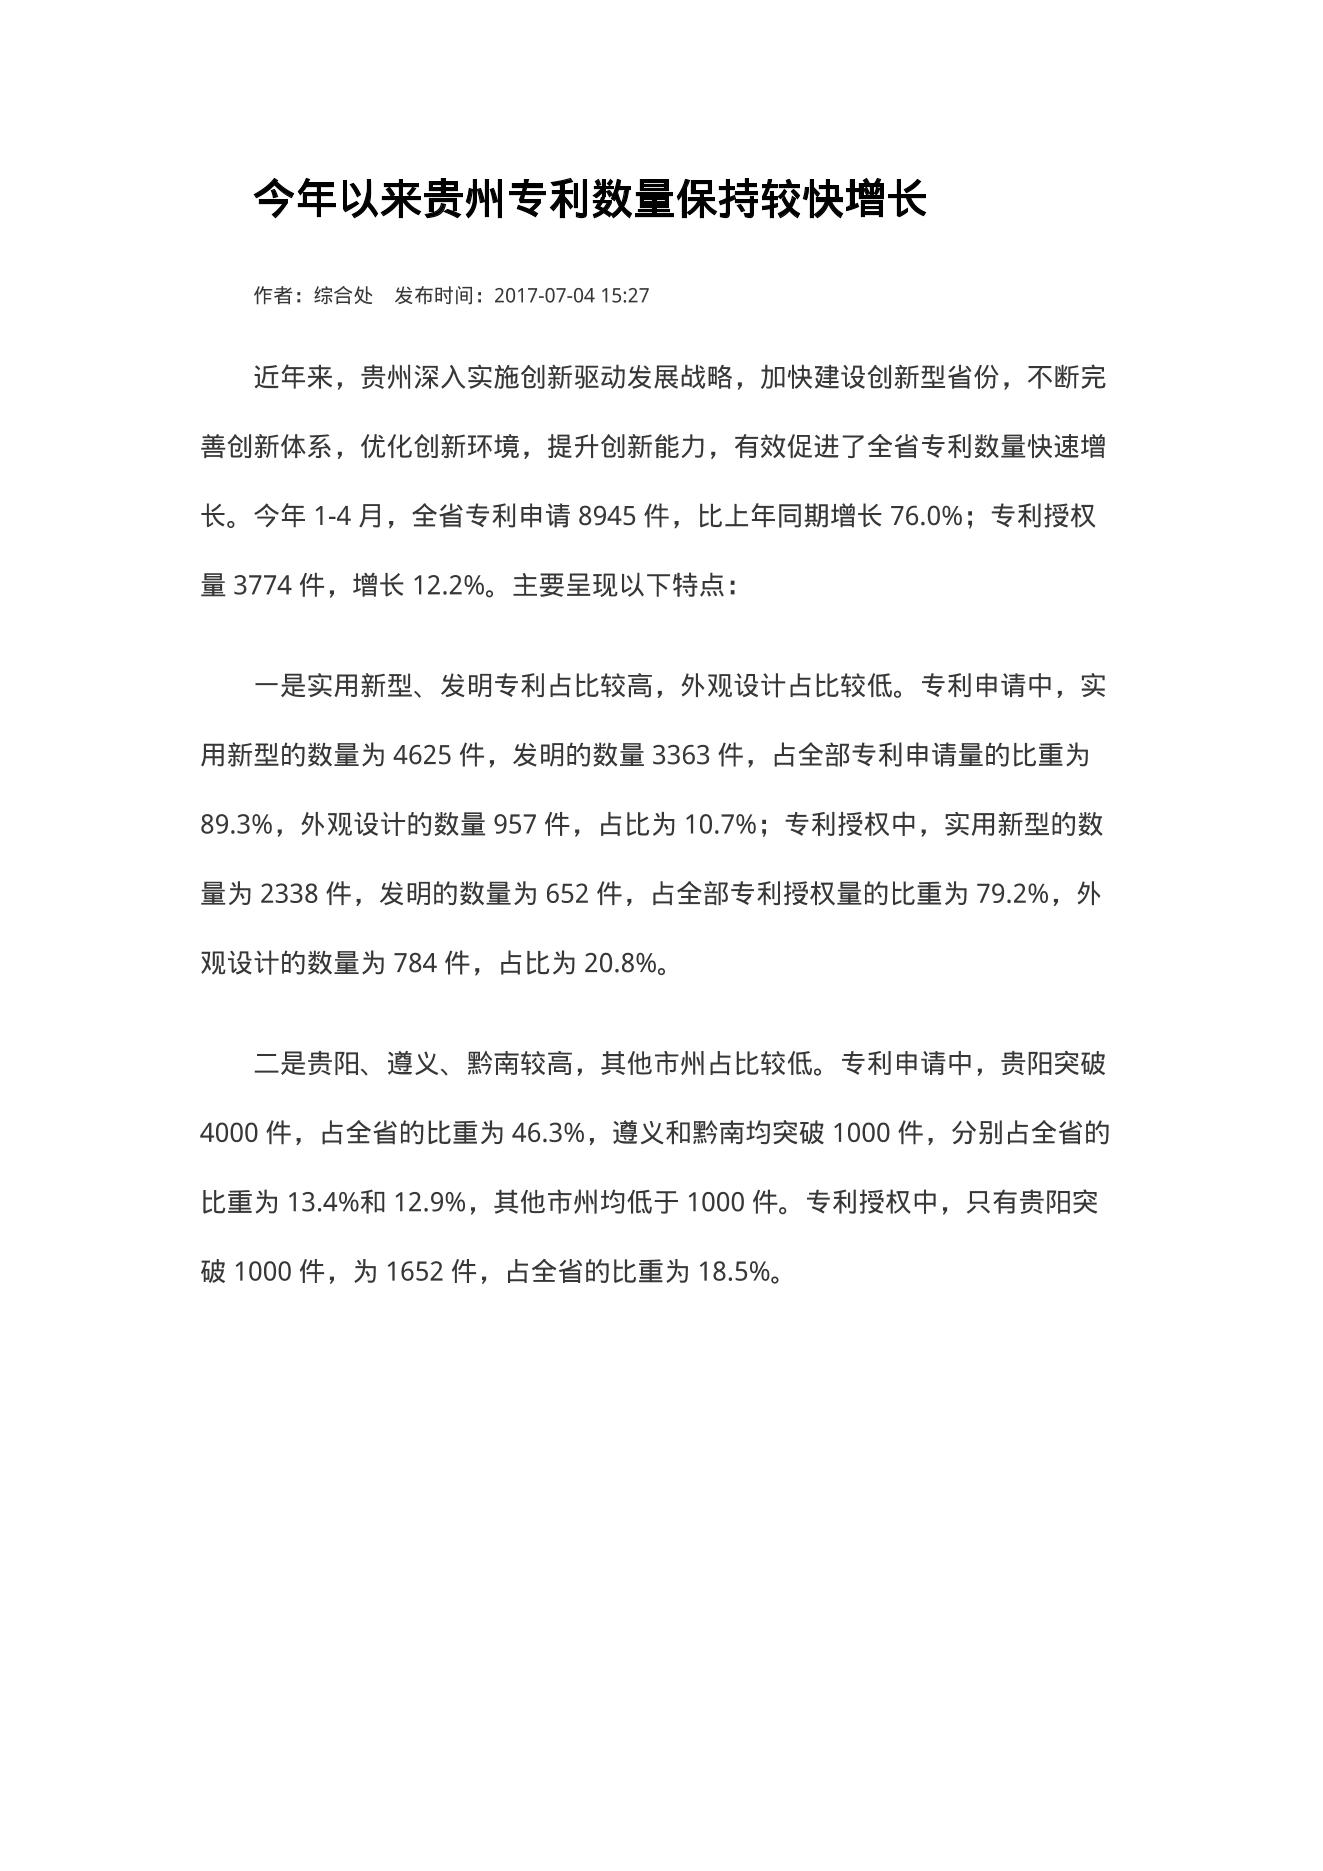 今年以来贵州专利数量保持较快增长
作者：综合处 发布时间：2017-07-04 15:27
近年来，贵州深入实施创新驱动发展战略，加快建设创新型省份，不断完
善创新体系，优化创新环境，提升创新能力，有效促进了全省专利数量快速增
长。今年 1-4 月，全省专利申请 8945 件，比上年同期增长 76.0%；专利授权
量 3774 件，增长 12.2%。主要呈现以下特点：
一是实用新型、发明专利占比较高，外观设计占比较低。专利申请中，实
用新型的数量为 4625 件，发明的数量 3363 件，占全部专利申请量的比重为
89.3%，外观设计的数量 957 件，占比为 10.7%；专利授权中，实用新型的数
量为 2338 件，发明的数量为 652 件，占全部专利授权量的比重为 79.2%，外
观设计的数量为 784 件，占比为 20.8%。
二是贵阳、遵义、黔南较高，其他市州占比较低。专利申请中，贵阳突破
4000 件，占全省的比重为 46.3%，遵义和黔南均突破 1000 件，分别占全省的
比重为 13.4%和 12.9%，其他市州均低于 1000 件。专利授权中，只有贵阳突
破 1000 件，为 1652 件，占全省的比重为 18.5%。